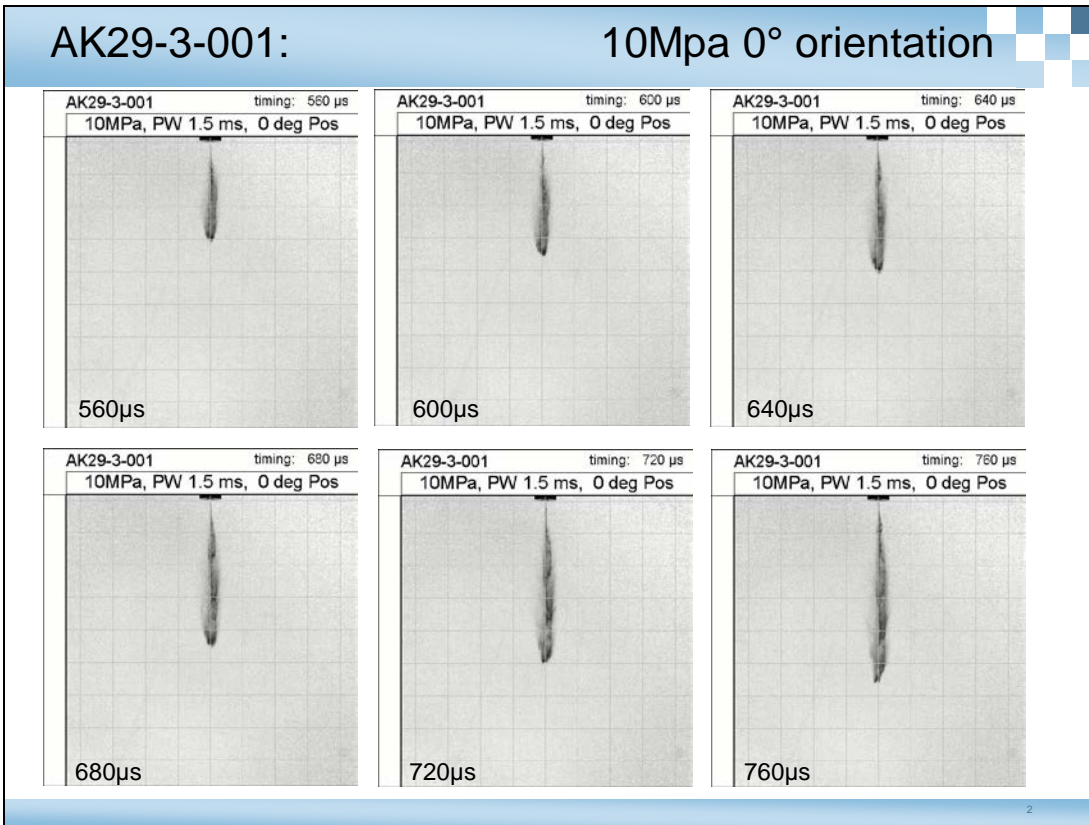 AK29-3-001: 10Mpa 0° orientation
AK29-3-001 timing: 560 µs
10MPa, PW 1.5 ms, 0 deg Pos
560µs
AK29-3-001 timing: 600 µs
10MPa, PW 1.5 ms, 0 deg Pos
600µs
AK29-3-001 timing: 640 µs
10MPa, PW 1.5 ms, 0 deg Pos
640µs
AK29-3-001 timing: 680 µs
10MPa, PW 1.5 ms, 0 deg Pos
680µs
AK29-3-001 timing: 720 µs
10MPa, PW 1.5 ms, 0 deg Pos
720µs
AK29-3-001 timing: 760 µs
10MPa, PW 1.5 ms, 0 deg Pos
760µs
2